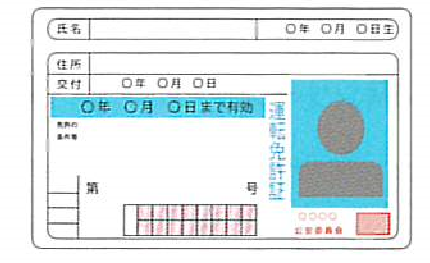 氏名 ○年 ○月 ○日生
住所
交付 ○年 ○月 ○日
○年 ○月 ○日まで有効
免許の
条件等
運転免許証
第 号
○○○○
公安委員会